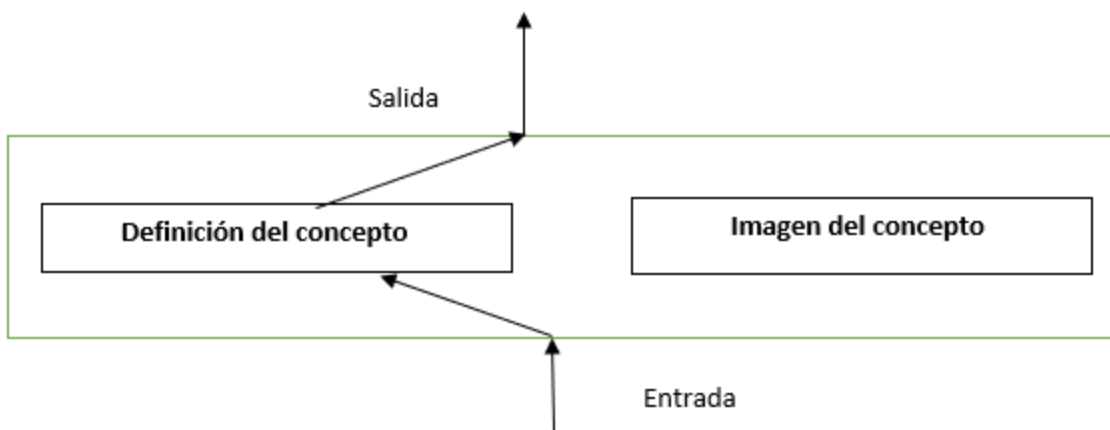 Salida
Definición del concepto
Imagen del concepto
Entrada